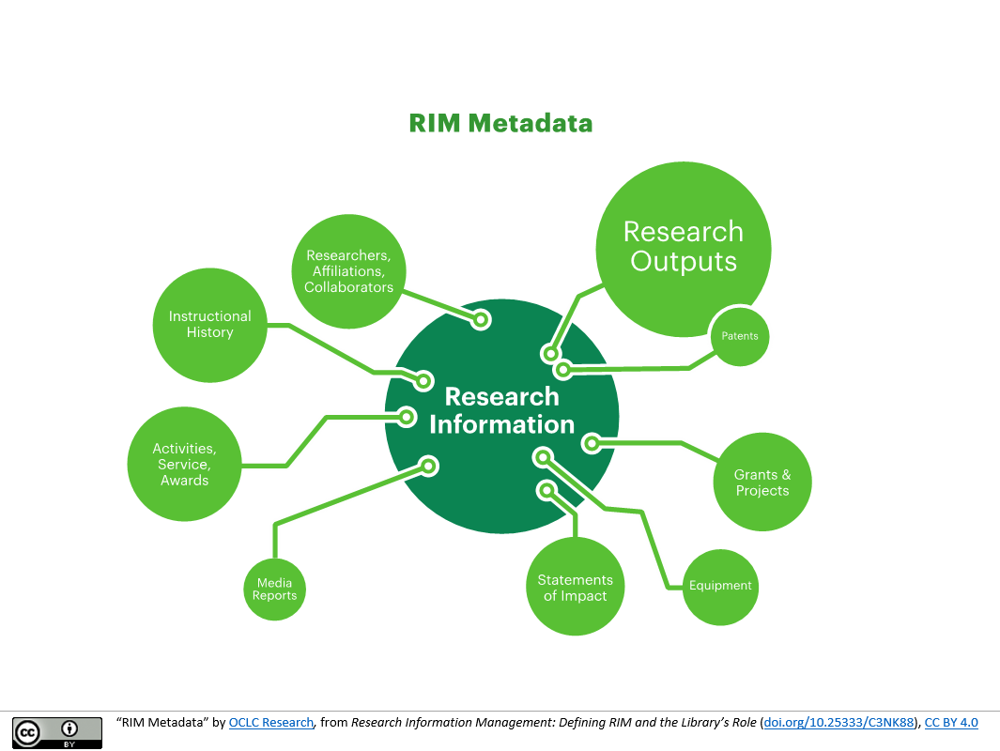 RIM Metadata
Research
Outputs
Researchers,
Affiliations,
Collaborators
Instructional
History
Patents
Research
Information
Activities,
Service,
Awards
Grants &
Projects
Media
Reports
Statements
of Impact
Equipment
“RIM Metadata” by OCLC Research, from Research Information Management: Defining RIM and the Library’s Role (doi.org/10.25333/C3NK88), CC BY 4.0
cc
BY